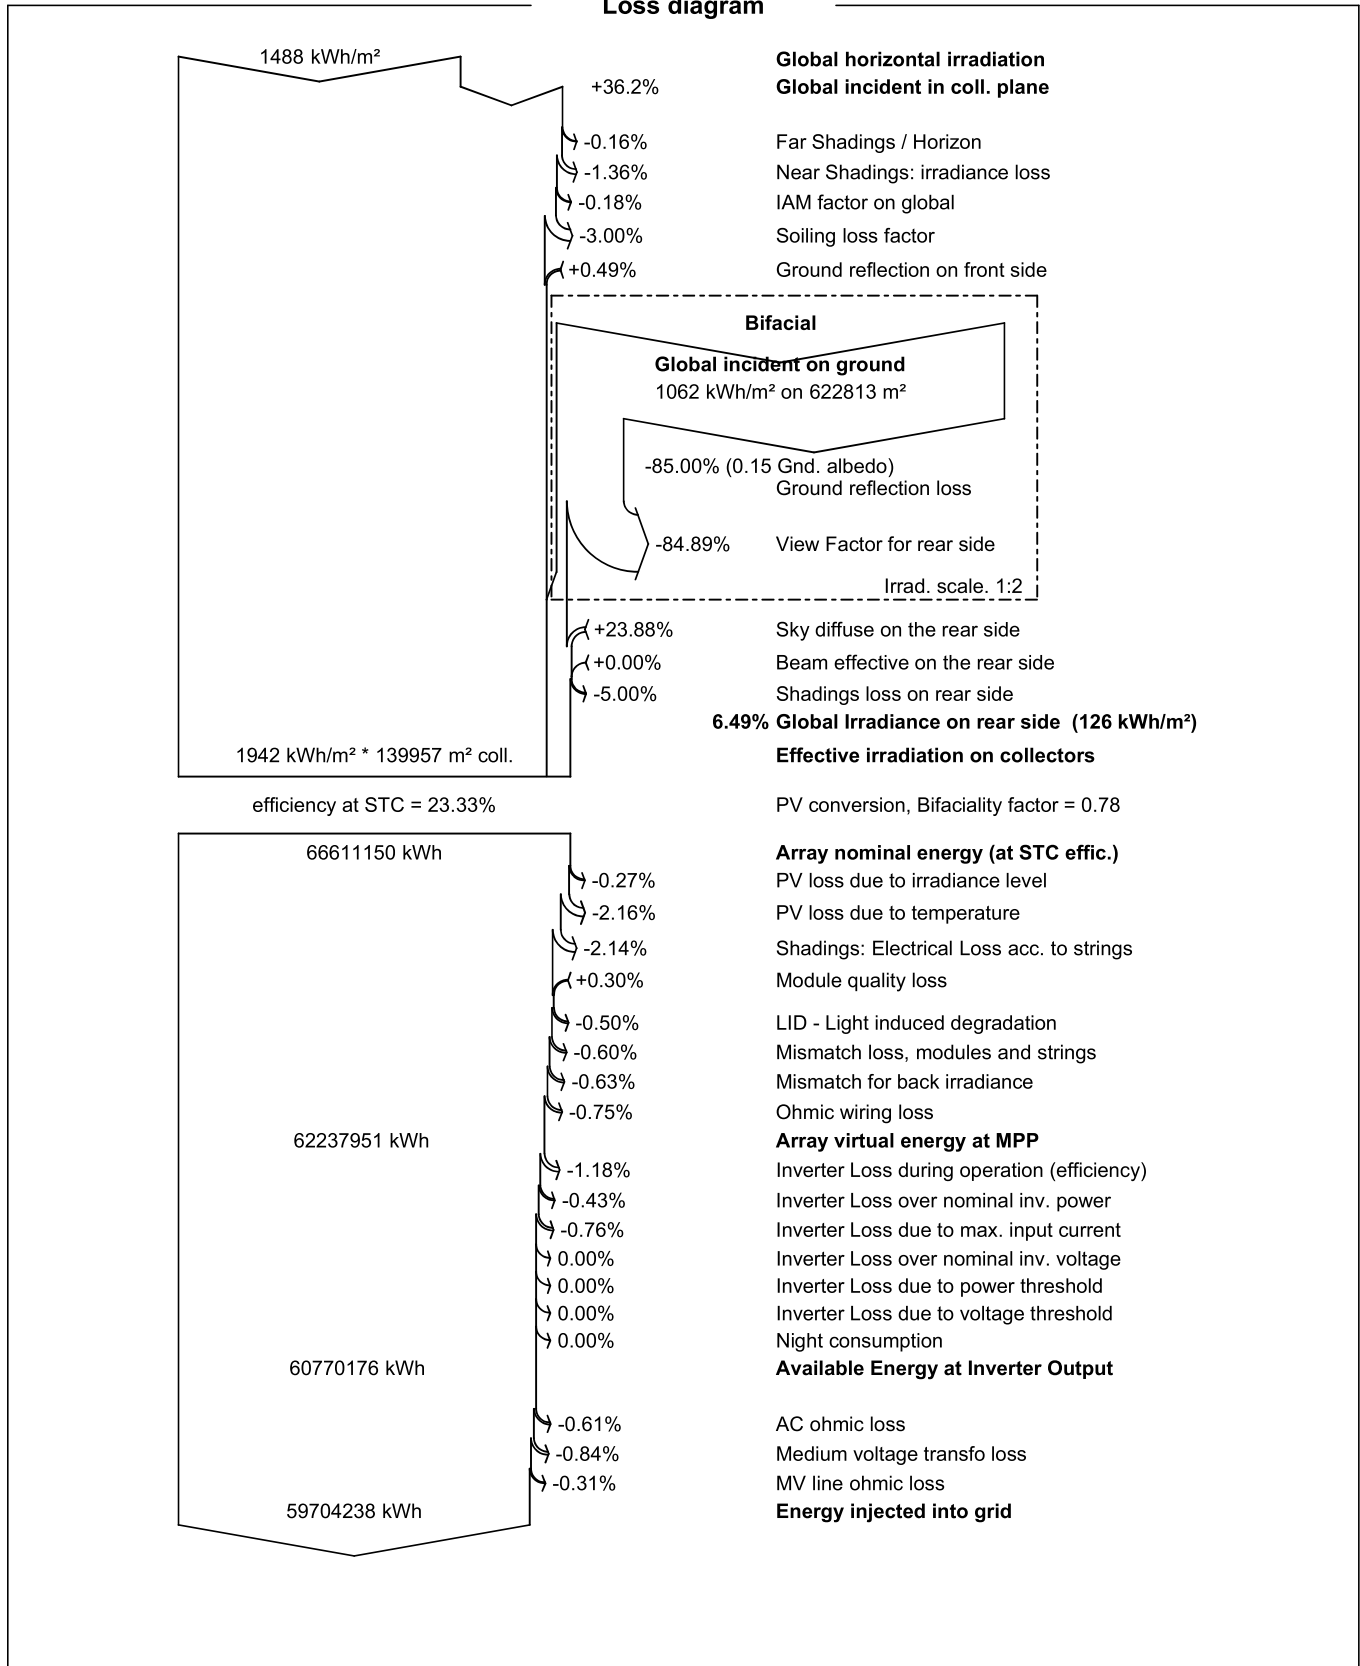 Loss diagram
1488 kWh/m² Global horizontal irradiation
+36.2% Global incident in coll. plane
-0.16% Far Shadings / Horizon
-1.36% Near Shadings: irradiance loss
-0.18% IAM factor on global
-3.00% Soiling loss factor
+0.49% Ground reflection on front side
Bifacial
Global incident on ground
1062 kWh/m² on 622813 m²
-85.00% (0.15 Gnd. albedo)
Ground reflection loss
-84.89% View Factor for rear side
Irrad. scale. 1:2
+23.88% Sky diffuse on the rear side
+0.00% Beam effective on the rear side
-5.00% Shadings loss on rear side
6.49% Global Irradiance on rear side (126 kWh/m²)
1942 kWh/m² * 139957 m² coll. Effective irradiation on collectors
efficiency at STC = 23.33% PV conversion, Bifaciality factor = 0.78
66611150 kWh Array nominal energy (at STC effic.)
-0.27% PV loss due to irradiance level
-2.16% PV loss due to temperature
-2.14% Shadings: Electrical Loss acc. to strings
+0.30% Module quality loss
-0.50% LID - Light induced degradation
-0.60% Mismatch loss, modules and strings
-0.63% Mismatch for back irradiance
-0.75% Ohmic wiring loss
62237951 kWh Array virtual energy at MPP
-1.18% Inverter Loss during operation (efficiency)
-0.43% Inverter Loss over nominal inv. power
-0.76% Inverter Loss due to max. input current
0.00% Inverter Loss over nominal inv. voltage
0.00% Inverter Loss due to power threshold
0.00% Inverter Loss due to voltage threshold
0.00% Night consumption
60770176 kWh Available Energy at Inverter Output
-0.61% AC ohmic loss
-0.84% Medium voltage transfo loss
-0.31% MV line ohmic loss
59704238 kWh Energy injected into grid